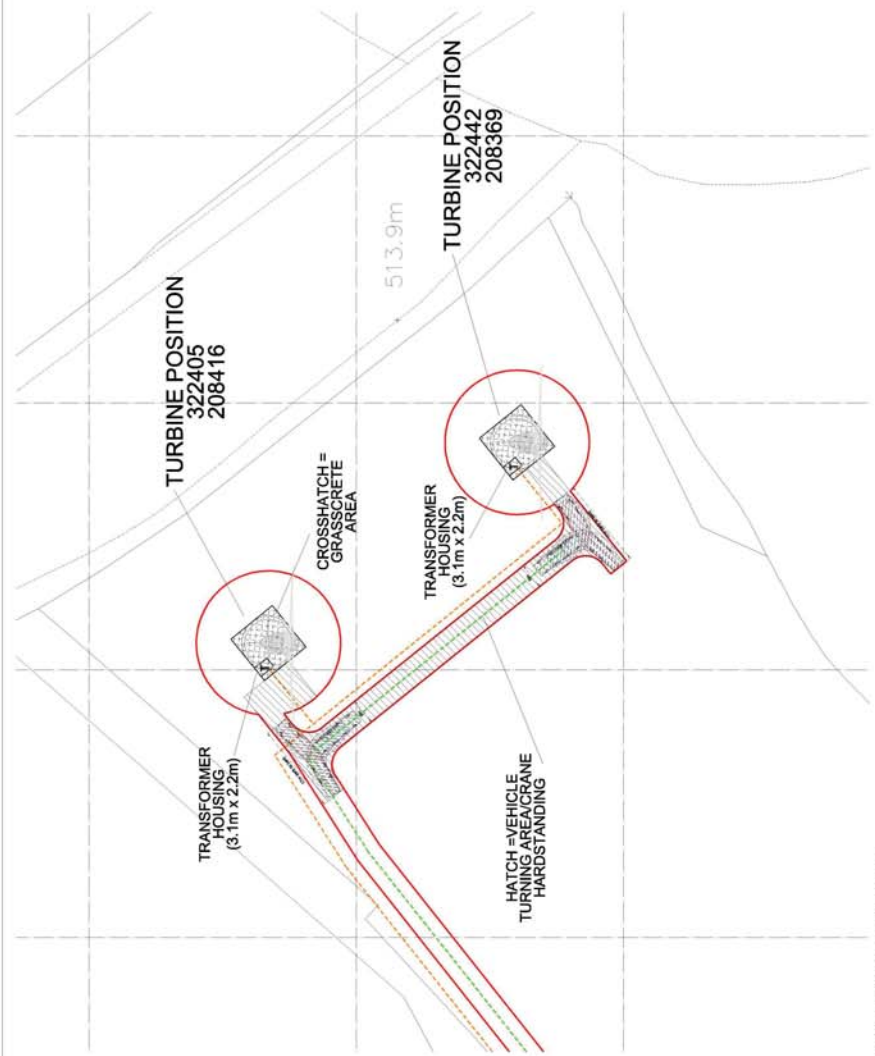 TURBINE POSITION
322405
208416
TURBINE POSITION
322442
208369
513.9m
CROSSHATCH =
GRASSCRETE
AREA
TRANSFORMER
HOUSING
(3.1m x 2.2m)
TRANSFORMER
HOUSING
(3.1m x 2.2m)
HATCH =VEHICLE
TURNING AREA/CRANE
HARDSTANDING